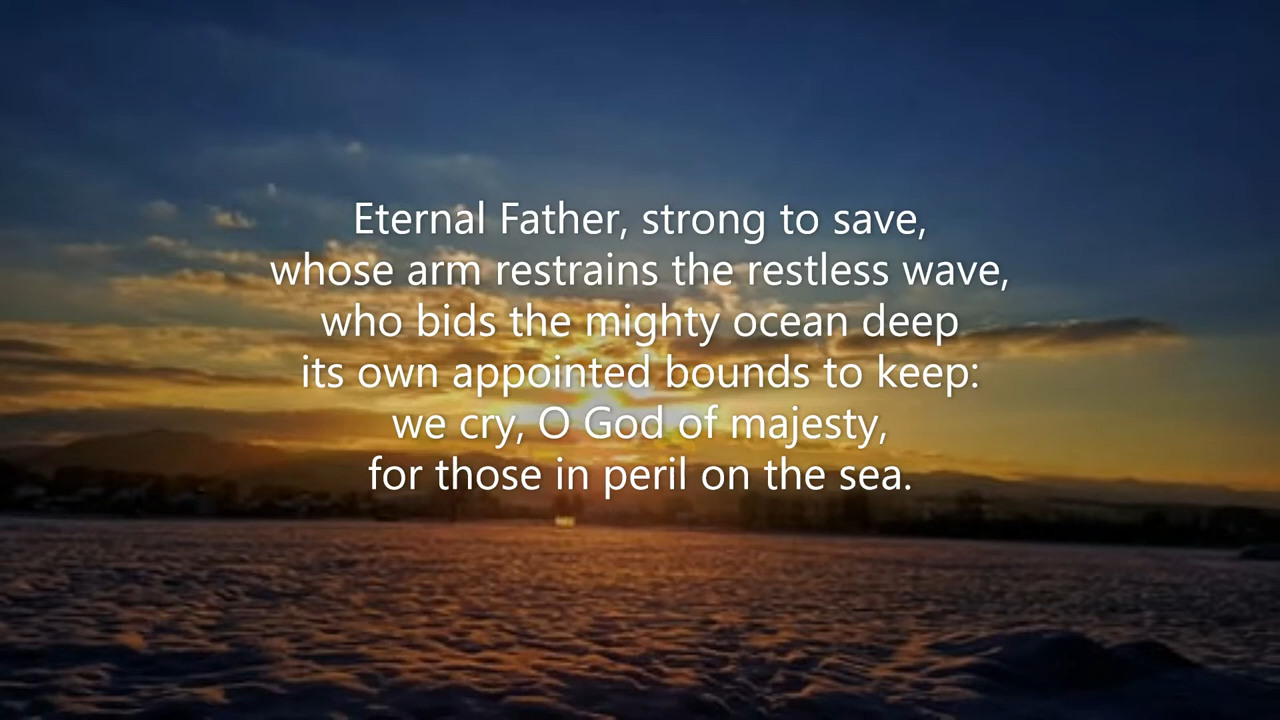 Eternal Father, strong to save,
whose arm restrains the restless wave,
who bids the mighty ocean deep
its own appointed bounds to keep:
we cry, O God of majesty,
for those in peril on the sea.